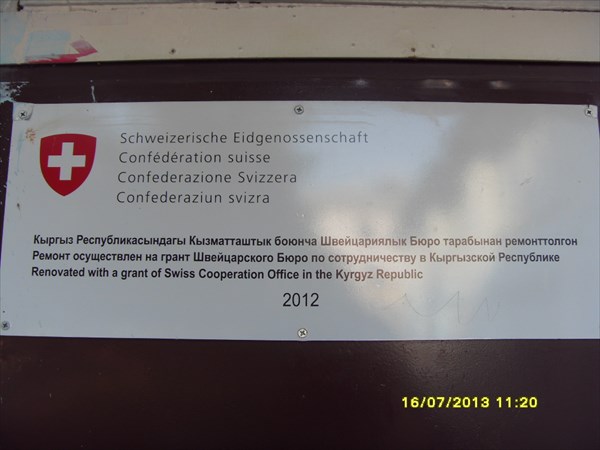 Schweizerische Eidgenossenschaft
Confédération suisse
Confederazione Svizzera
Confederaziun svizra
Кыргыз Республикасындагы Кызматташтык боюнча Швейцариялык Бюро тарабынан ремонттолгон
Ремонт осуществлен на грант Швейцарского Бюро по сотрудничеству в Кыргызской Республике
Renovated with a grant of Swiss Cooperation Office in the Kyrgyz Republic
2012
16/07/2013 11:20